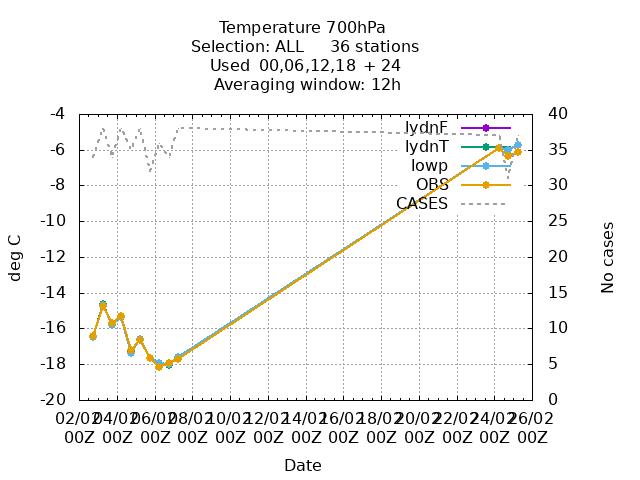 Temperature 700hPa
Selection: ALL 36 stations
Used 00,06,12,18 + 24
Averaging window: 12h
-4
-6
-8
-10
-12
-14
-16
-18
-20
40
35
30
25
20
15
10
5
0
lydnF
lydnT
lowp
OBS
CASES
deg C
No cases
02/02 04/02 06/02 08/02 10/02 12/02 14/02 16/02 18/02 20/02 22/02 24/02 26/02
00Z 00Z 00Z 00Z 00Z 00Z 00Z 00Z 00Z 00Z 00Z 00Z 00Z
Date